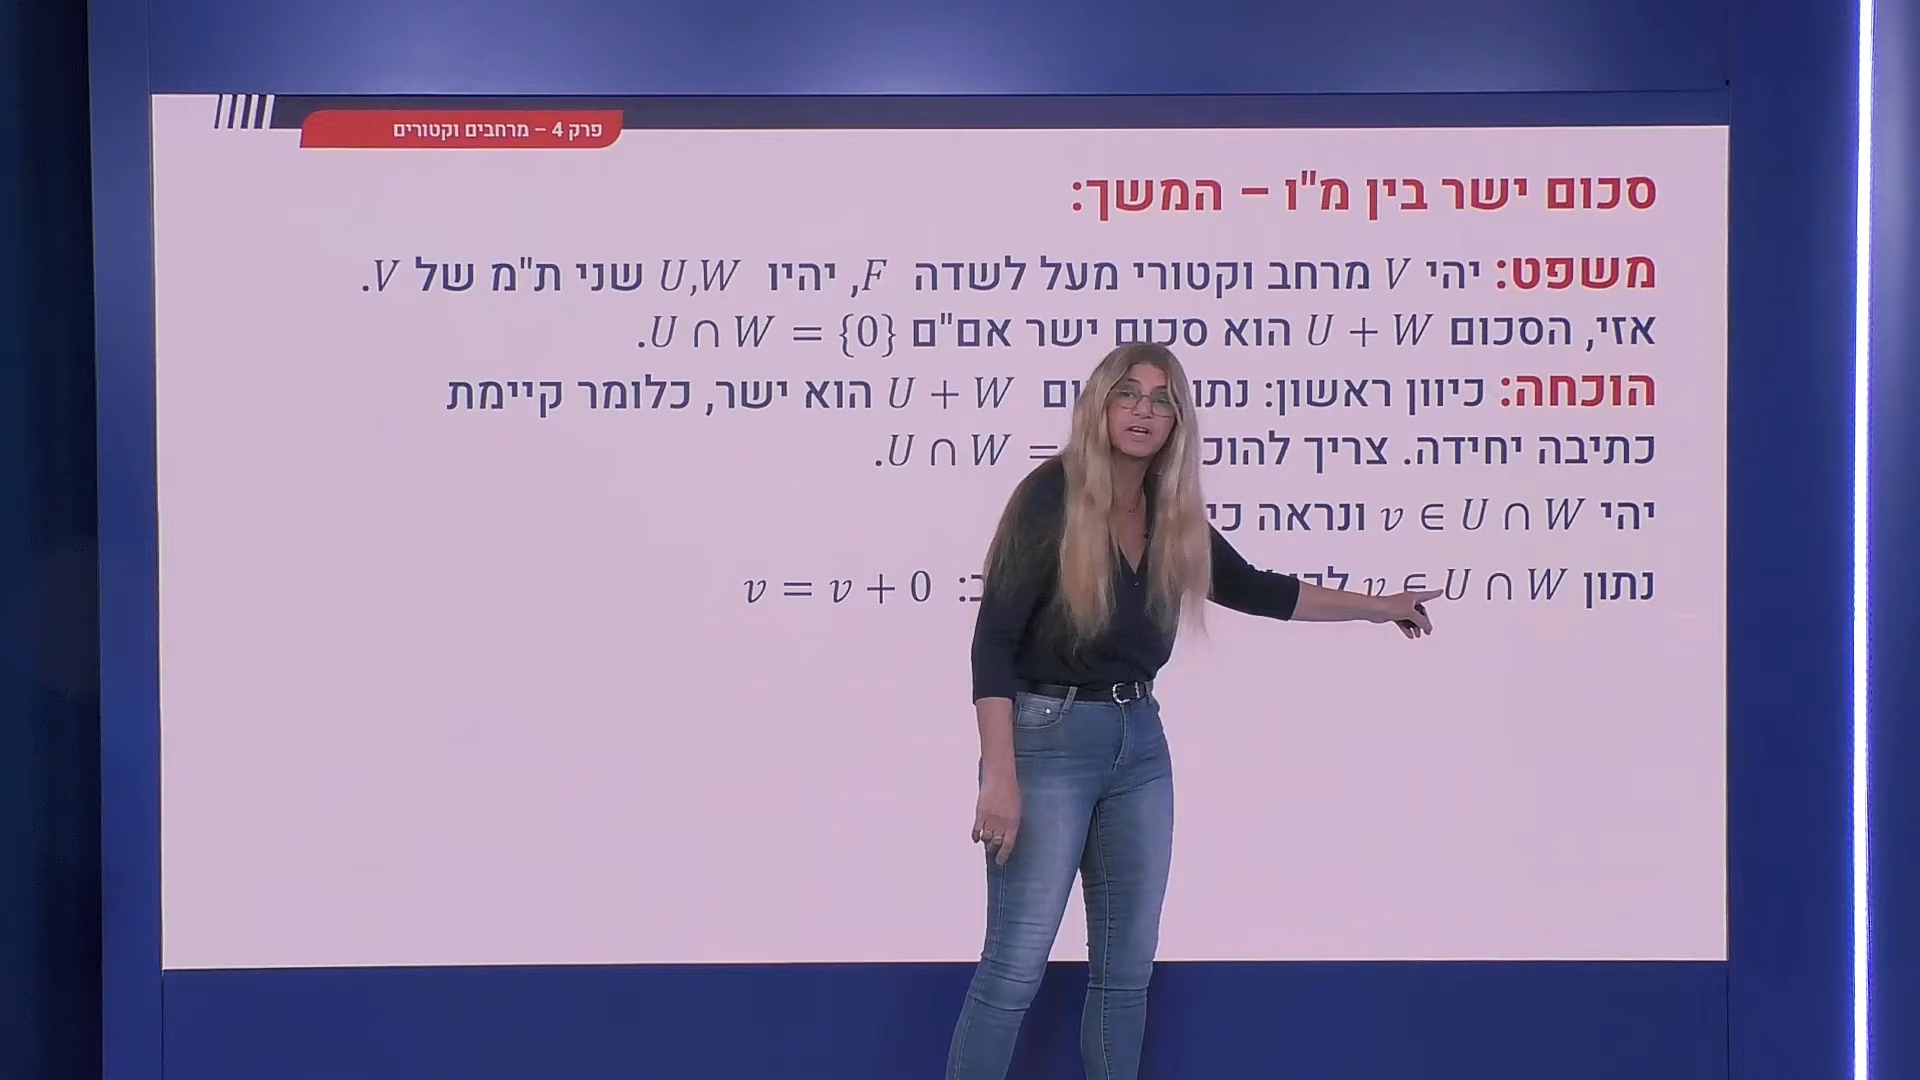 פרק 4 – מרחבים וקטורים
סכום ישר בין מ"ו – המשך:
משפט: יהי V מרחב וקטורי מעל לשדה F, יהיו U,W שני ת"מ של V.
אזי, הסכום U + W הוא סכום ישר אם"ם U ∩ W = {0}.
הוכחה: כיוון ראשון: U + W הוא ישר, כלומר קיימת
כתיבה יחידה. צריך U ∩ W =.
יהי v ∈ U ∩ W ונראה כי
נתון v ∈ U ∩ W v = v + 0